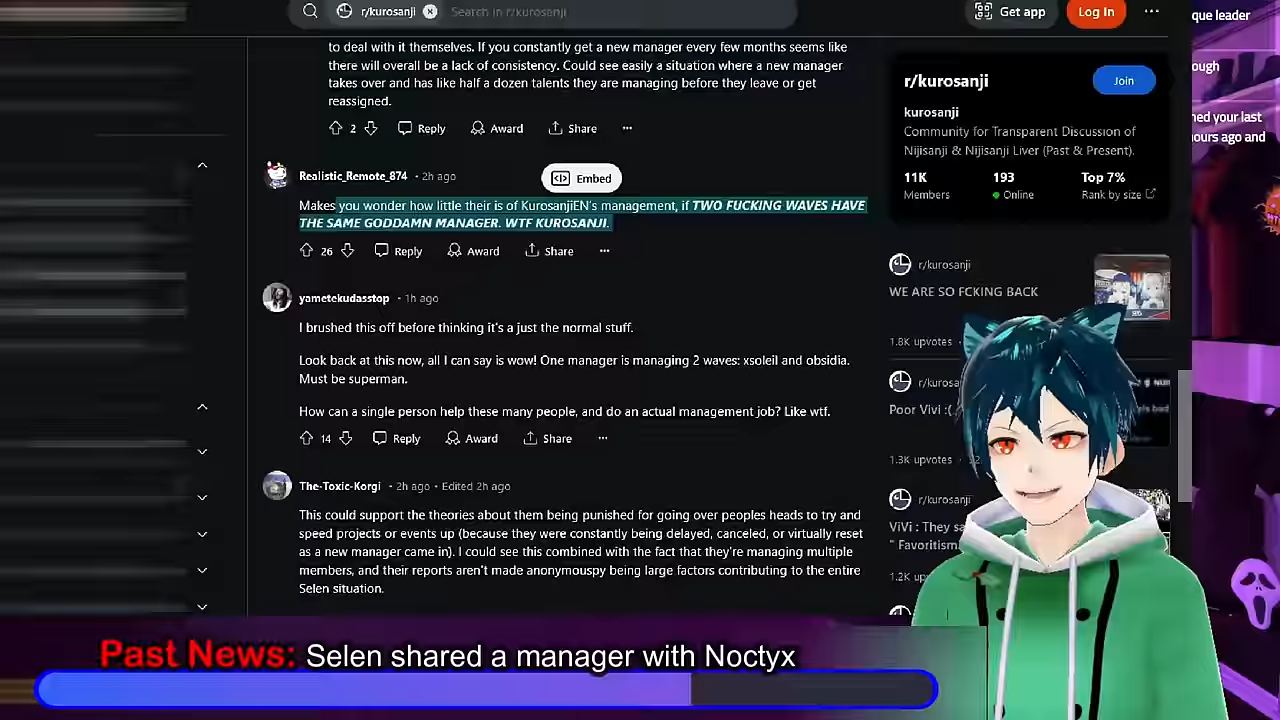 r/kurosanji
Search in r/kurosanji
Get app
Log In
que leader
ough
ned your last
ours ago and
to deal with it themselves. If you constantly get a new manager every few months seems like
there will overall be a lack of consistency. Could see easily a situation where a new manager
takes over and has like half a dozen talents they are managing before they leave or get
reassigned.
2 Reply Award Share
Realistic_Remote_874 • 2h ago
Embed
Makes you wonder how little their is of KurosanjiEN's management, if TWO FUCKING WAVES HAVE
THE SAME GODDAMN MANAGER. WTF KUROSANJI.
26 Reply Award Share
yametekudasstop • 1h ago
I brushed this off before thinking it's a just the normal stuff.
Look back at this now, all I can say is wow! One manager is managing 2 waves: xsoleil and obsidia.
Must be superman.
How can a single person help these many people, and do an actual management job? Like wtf.
14 Reply Award Share
The-Toxic-Korgi • 2h ago • Edited 2h ago
This could support the theories about them being punished for going over peoples heads to try and
speed projects or events up (because they were constantly being delayed, canceled, or virtually reset
as a new manager came in). I could see this combined with the fact that they're managing multiple
members, and their reports aren't made anonymouspy being large factors contributing to the entire
Selen situation.
r/kurosanji
Join
kurosanji
Community for Transparent Discussion of
Nijisanji & Nijisanji Liver (Past & Present).
11K 193 Top 7%
Members Online Rank by size
r/kurosanji
WE ARE SO FCKING BACK
1.8K upvotes
r/kurosa
Poor Vivi :(
1.3K upvotes
r/kurosanj
ViVi : They sa
" Favoritism
1.2K up
Past News: Selen shared a manager with Noctyx